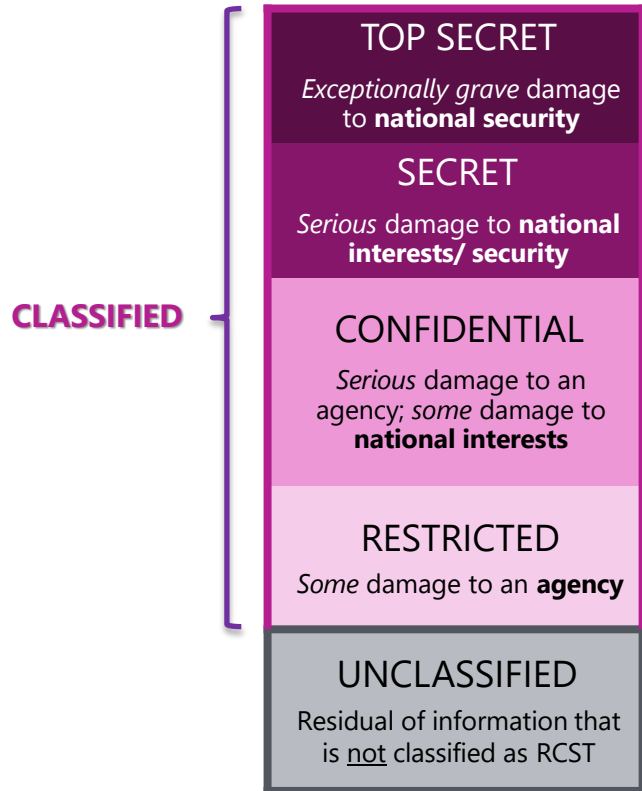 TOP SECRET
Exceptionally grave damage
to national security
SECRET
Serious damage to national
interests/ security
CLASSIFIED
CONFIDENTIAL
Serious damage to an
agency; some damage to
national interests
RESTRICTED
Some damage to an agency
UNCLASSIFIED
Residual of information that
is not classified as RCST